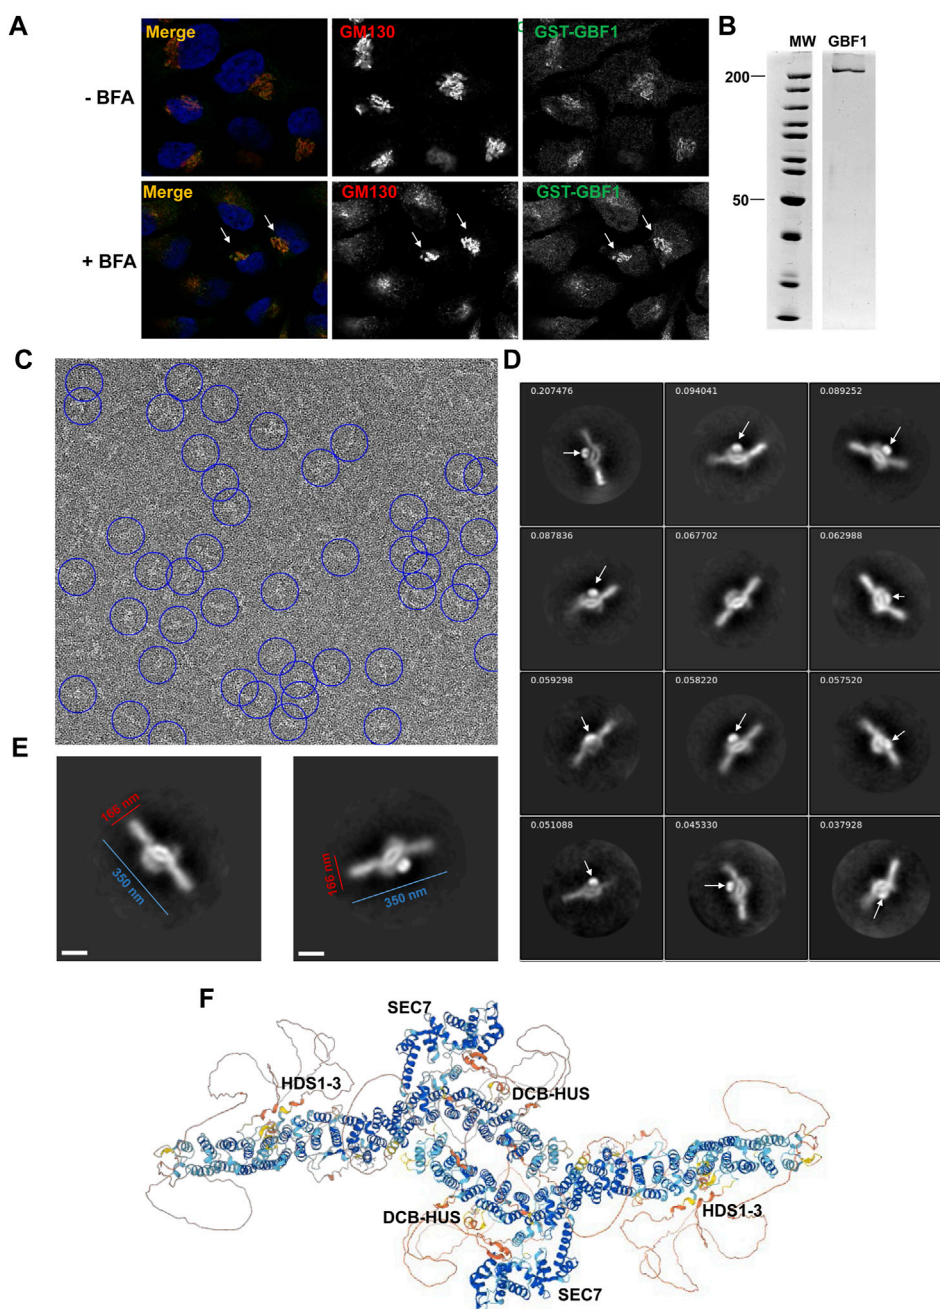 A
Merge
GM130
GST-GBF1
- BFA
Merge
GM130
GST-GBF1
+ BFA
B
MW
GBF1
200
50
C
D
0.207476
0.094041
0.089252
0.087836
0.067702
0.062988
0.059298
0.058220
0.057520
0.051088
0.045330
0.037928
E
165 nm
350 nm
165 nm
350 nm
F
SEC7
HDS1-3
DCB-HUS
DCB-HUS
HDS1-3
SEC7